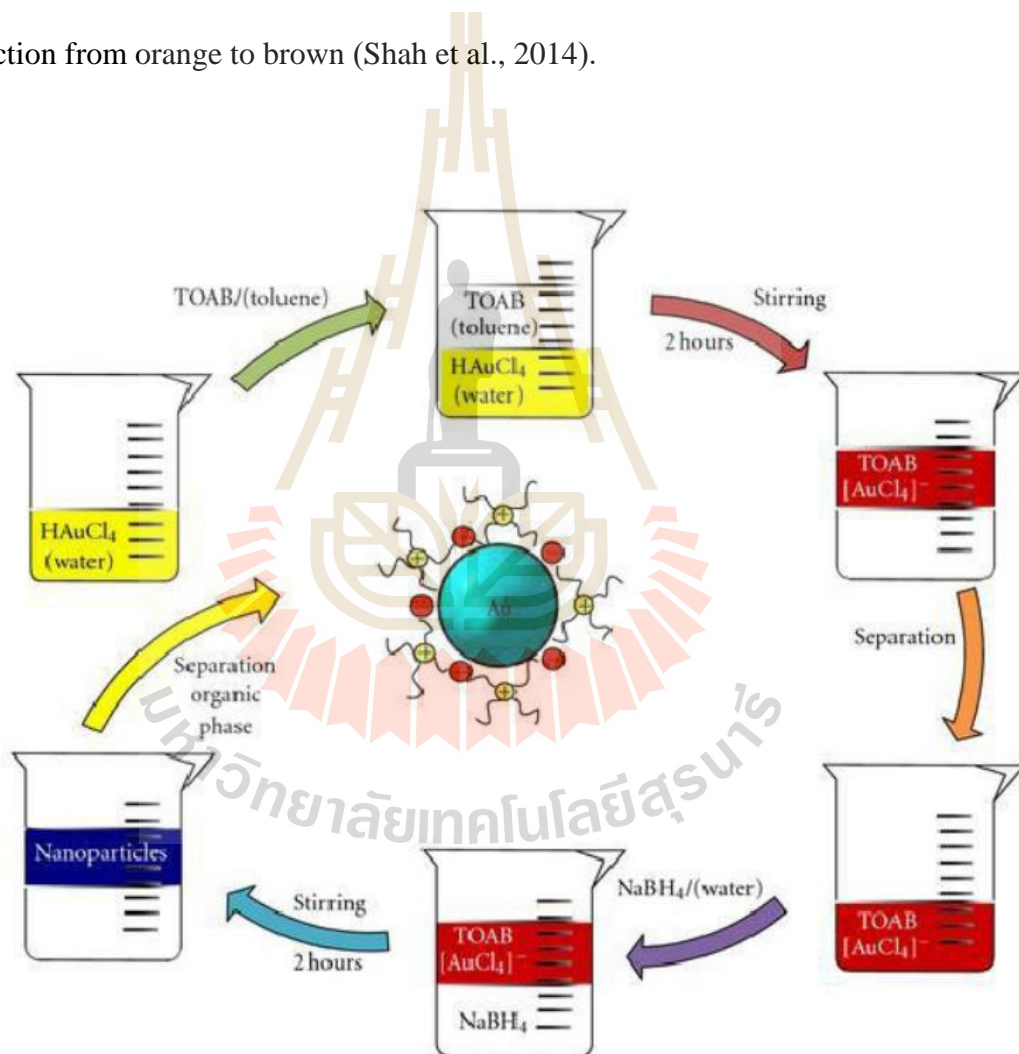 ction from orange to brown (Shah et al., 2014).
TOAB/(toluene)
TOAB
(toluene)
HAuCl₄
(water)
Stirring
2 hours
HAuCl₄
(water)
TOAB
[AuCl₄]⁻
Au
Separation
organic
phase
Separation
มหาวิทยาลัยเทคโนโลยีสุรนารี
Nanoparticles
Stirring
2 hours
TOAB
[AuCl₄]⁻
NaBH₄
NaBH₄/(water)
TOAB
[AuCl₄]⁻